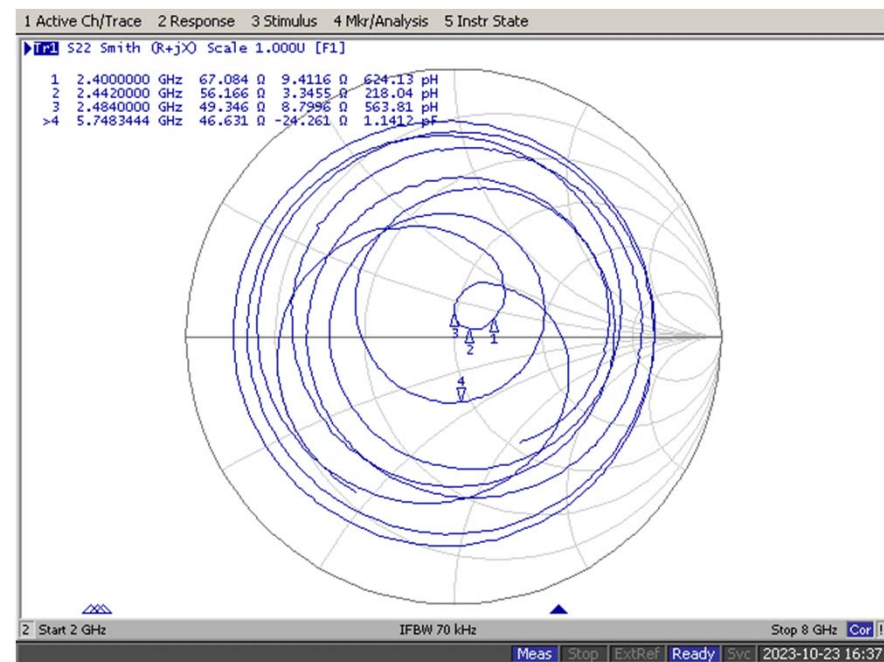 1 Active Ch/Trace 2 Response 3 Stimulus 4 Mkr/Analysis 5 Instr State
Tr1 S22 Smith (R+jX) Scale 1.000U [F1]
1 2.4000000 GHz 67.084 Ω 9.4116 Ω 624.13 pH
2 2.4420000 GHz 56.166 Ω 3.3455 Ω 218.04 pH
3 2.4840000 GHz 49.346 Ω 8.7996 Ω 563.81 pH
>4 5.7483444 GHz 46.631 Ω -24.261 Ω 1.1412 pF
3
2
1
4
2 Start 2 GHz IFBW 70 kHz Stop 8 GHz Cor !
Meas Stop ExtRef Ready Svc 2023-10-23 16:37